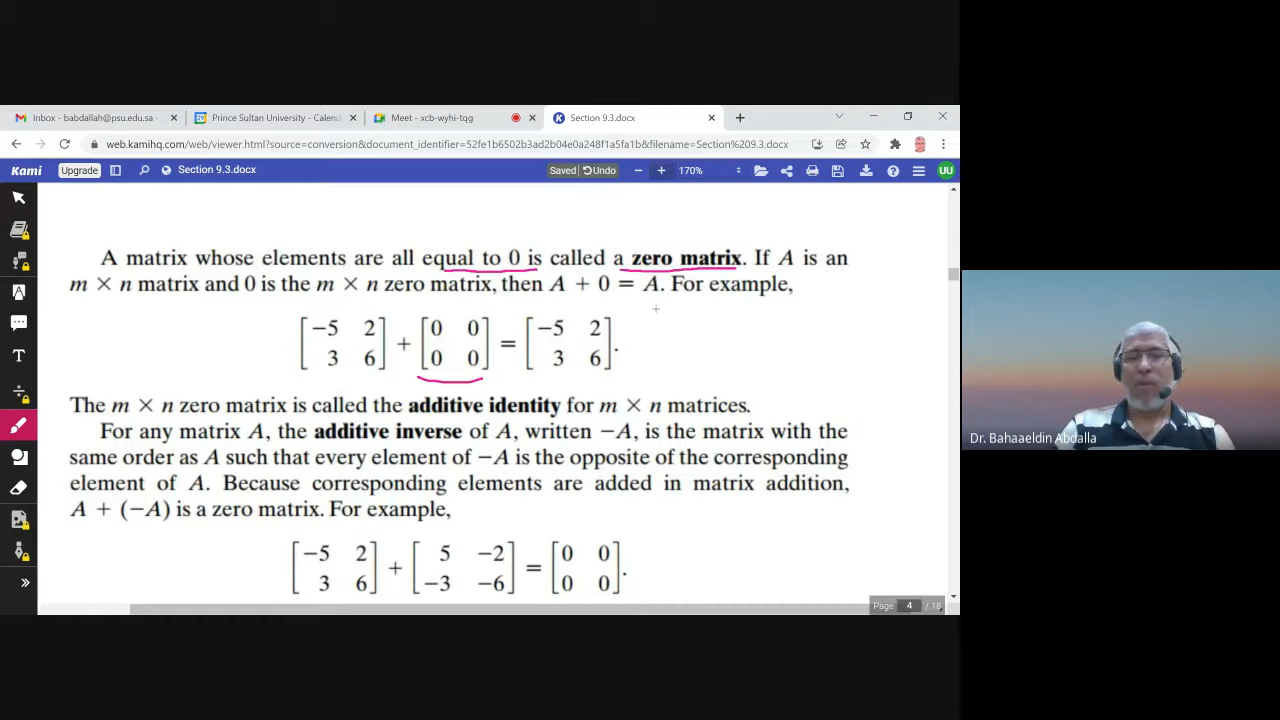 Inbox - babdallah@psu.edu.sa -
Prince Sultan University - Calend
Meet - xcb-wyhi-tqg
Section 9.3.docx
web.kamihq.com/web/viewer.html?source=conversion&document_identifier=52fe1b6502b3ad2b04e0a248f1a5fa1b&filename=Section%209.3.docx
Kami Upgrade Section 9.3.docx Saved Undo 170% UU
A matrix whose elements are all equal to 0 is called a zero matrix. If A is an
m × n matrix and 0 is the m × n zero matrix, then A + 0 = A. For example,
[−5 2] + [0 0] = [−5 2]
[3 6] [0 0] [3 6].
The m × n zero matrix is called the additive identity for m × n matrices.
For any matrix A, the additive inverse of A, written −A, is the matrix with the
same order as A such that every element of −A is the opposite of the corresponding
element of A. Because corresponding elements are added in matrix addition,
A + (−A) is a zero matrix. For example,
[−5 2] + [5 −2] = [0 0]
[3 6] [−3 −6] [0 0].
Page 4 / 18
Dr. Bahaaeldin Abdalla